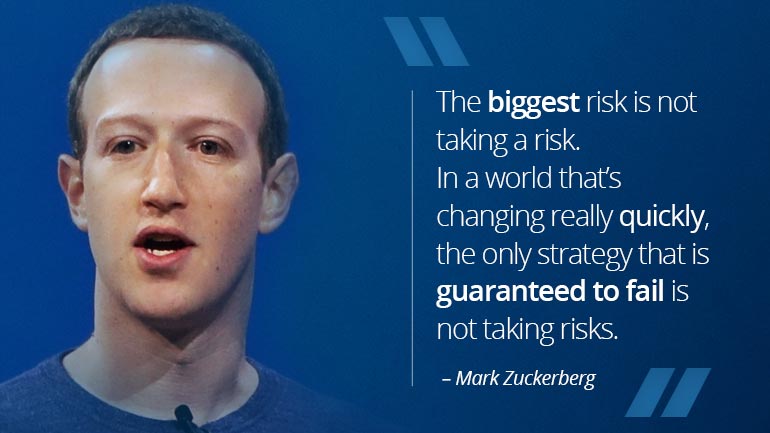 The biggest risk is not
taking a risk.
In a world that’s
changing really quickly,
the only strategy that is
guaranteed to fail is
not taking risks.
– Mark Zuckerberg